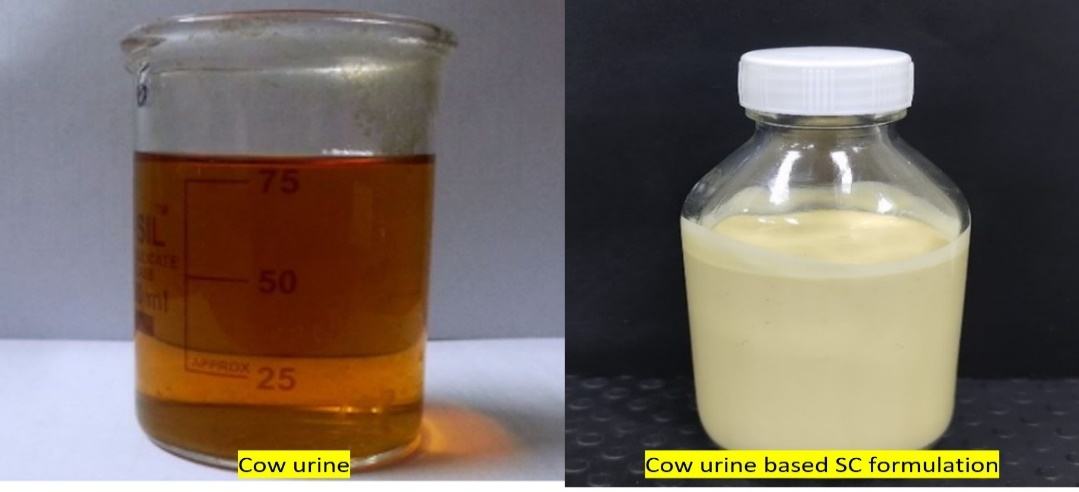 75
SIL
50
APPROX 25
Cow urine
Cow urine based SC formulation